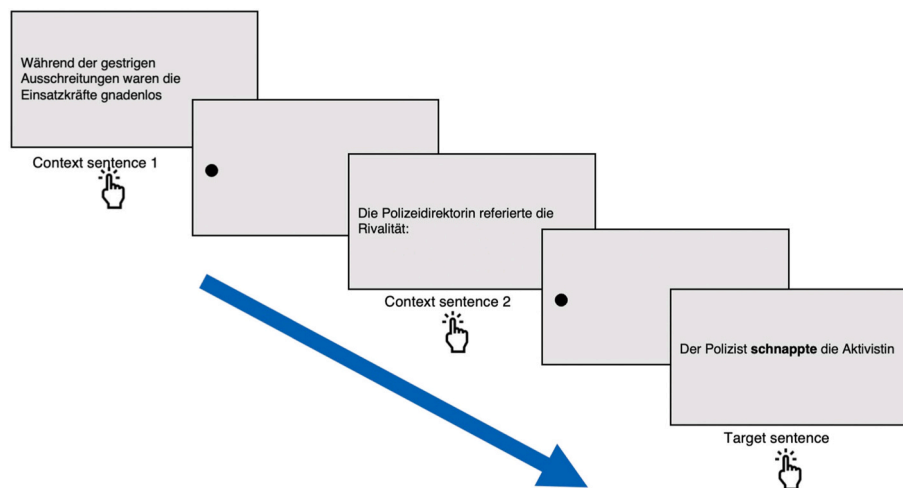 Während der gestrigen
Ausschreitungen waren die
Einsatzkräfte gnadenlos
Context sentence 1
Die Polizeidirektorin referierte die
Rivalität:
Context sentence 2
Der Polizist schnappte die Aktivistin
Target sentence